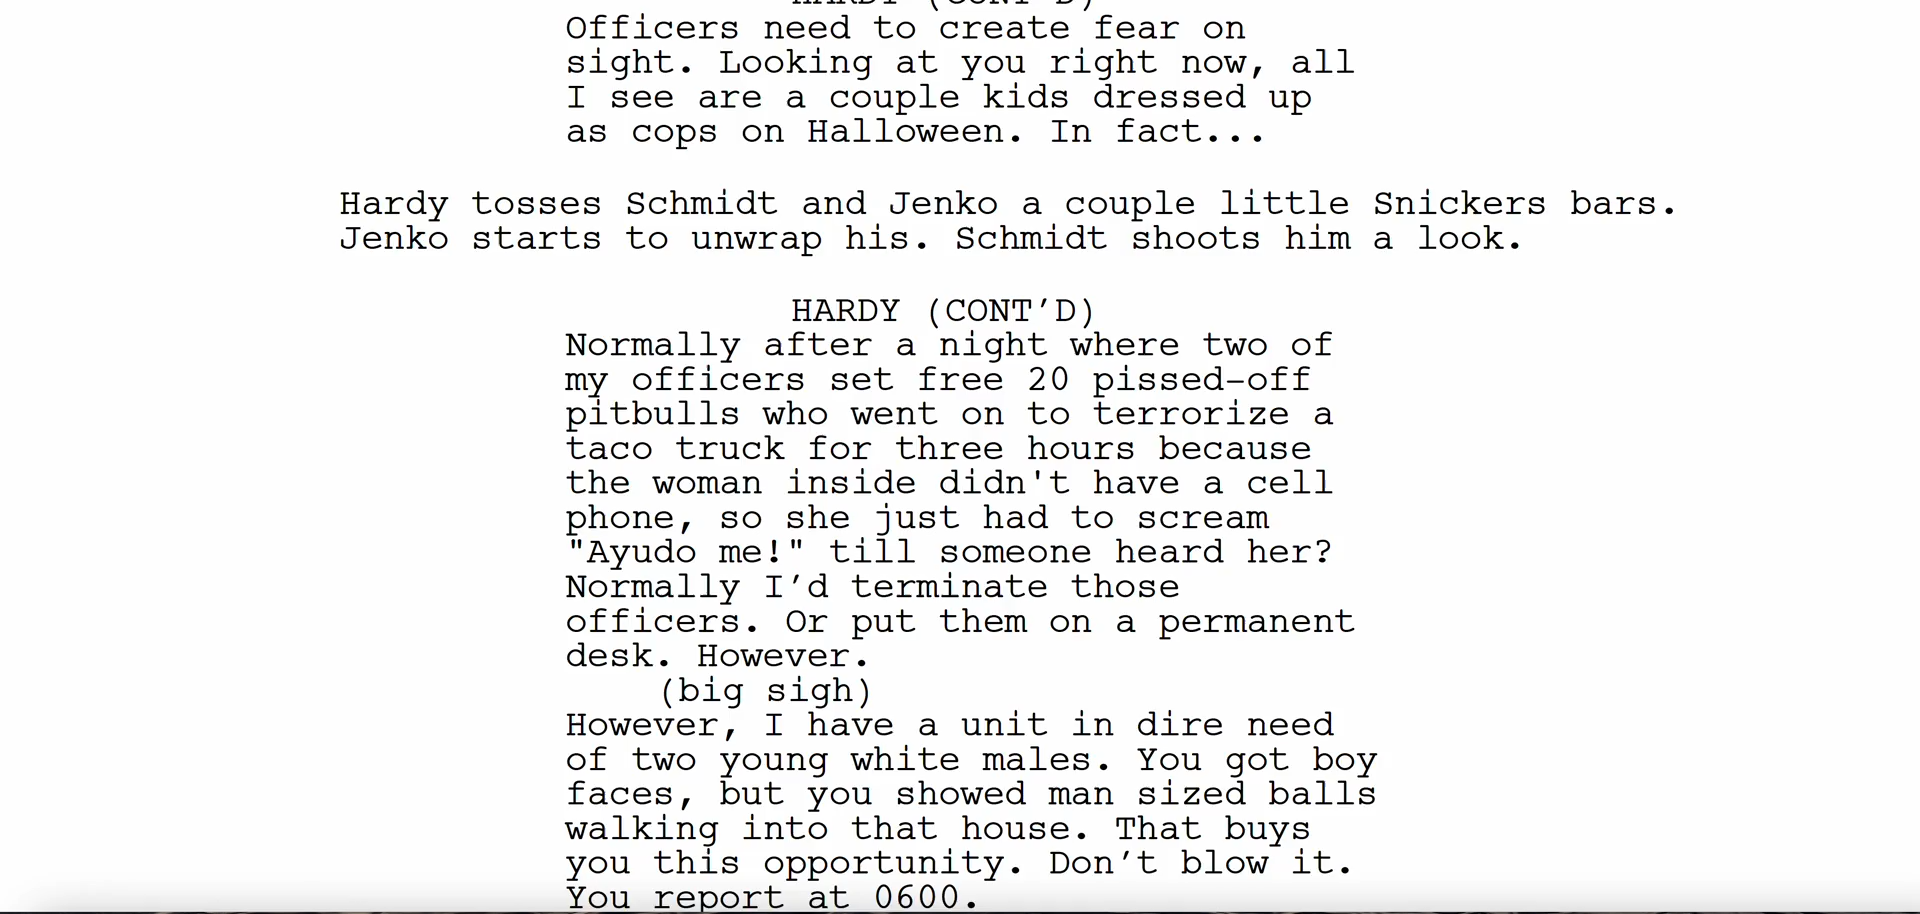 HARDY (CONT'D)
Officers need to create fear on
sight. Looking at you right now, all
I see are a couple kids dressed up
as cops on Halloween. In fact...
Hardy tosses Schmidt and Jenko a couple little Snickers bars.
Jenko starts to unwrap his. Schmidt shoots him a look.
HARDY (CONT’D)
Normally after a night where two of
my officers set free 20 pissed-off
pitbulls who went on to terrorize a
taco truck for three hours because
the woman inside didn't have a cell
phone, so she just had to scream
"Ayudo me!" till someone heard her?
Normally I’d terminate those
officers. Or put them on a permanent
desk. However.
(big sigh)
However, I have a unit in dire need
of two young white males. You got boy
faces, but you showed man sized balls
walking into that house. That buys
you this opportunity. Don’t blow it.
You report at 0600.